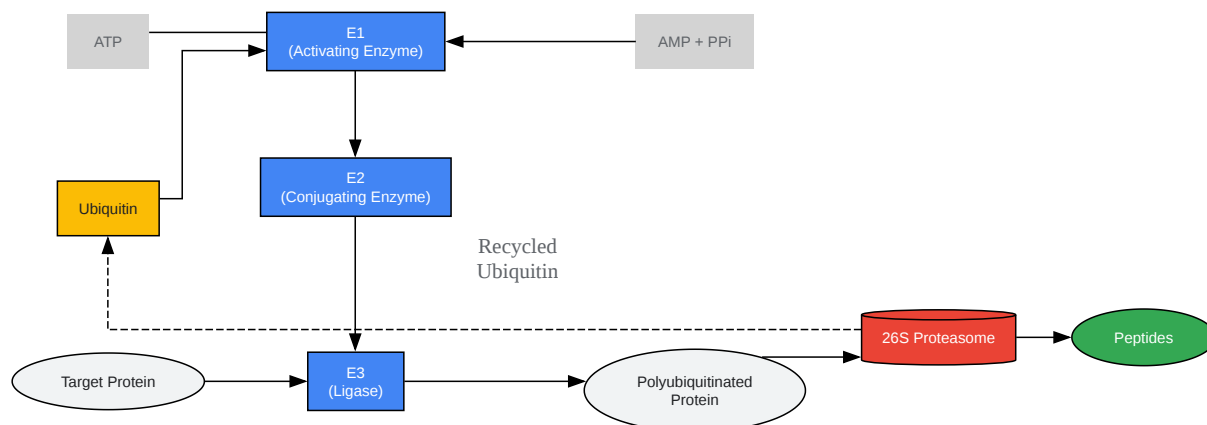 ATP
E1
(Activating Enzyme)
AMP + PPi
E2
(Conjugating Enzyme)
Ubiquitin
Recycled
Ubiquitin
26S Proteasome
Peptides
Target Protein
E3
(Ligase)
Polyubiquitinated
Protein